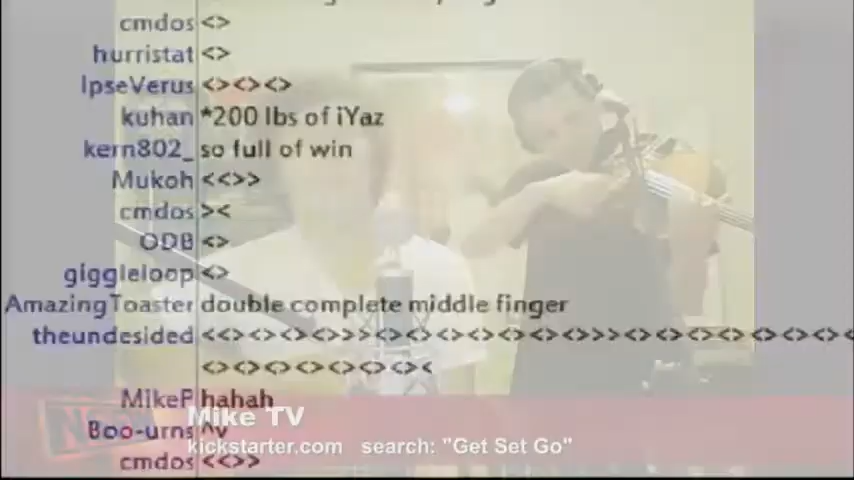 cmdos <>
hurristat <>
IpseVerus <><><>
kuhan *200 lbs of iYaz
kern802_ so full of win
Mukoh <<>>
cmdos ><
ODB <>
giggleloop <>
AmazingToaster double complete middle finger
theundesided <<><><><>>><><><><><><><>>><><><><><><><
<><><><><><><><
MikeP hahah
Mike TV
Boo-urns ^v
kickstarter.com search: "Get Set Go"
cmdos <<>>